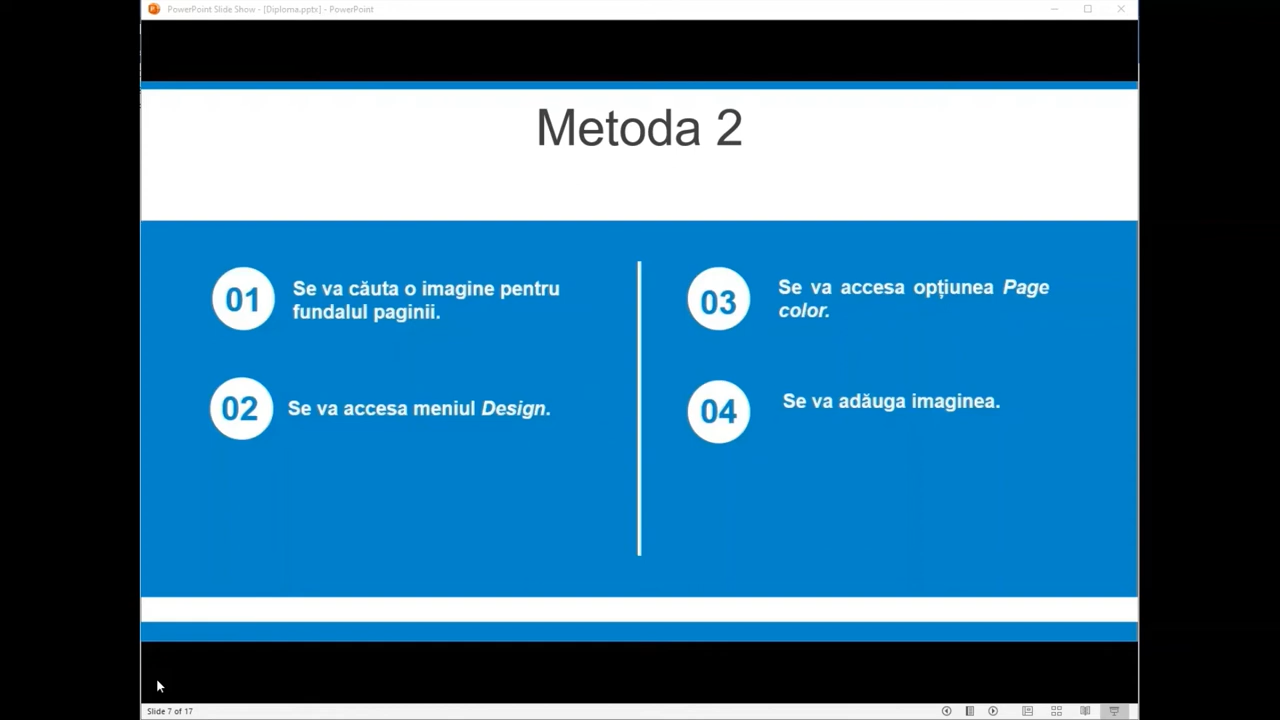 PowerPoint Slide Show - [Diploma.pptx] - PowerPoint
Metoda 2
01
Se va căuta o imagine pentru
fundalul paginii.
02
Se va accesa meniul Design.
03
Se va accesa opțiunea Page
color.
04
Se va adăuga imaginea.
Slide 7 of 17